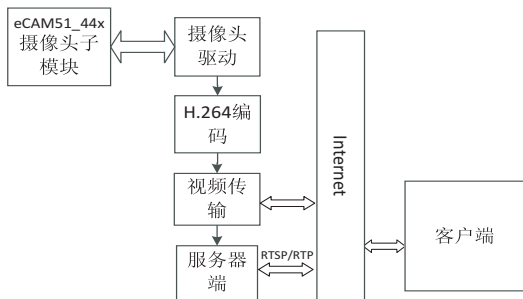 eCAM51_44x
摄像头子
模块
摄像头
驱动
H.264编
码
视频传
输
服务器
端
RTSP/RTP
Internet
客户端